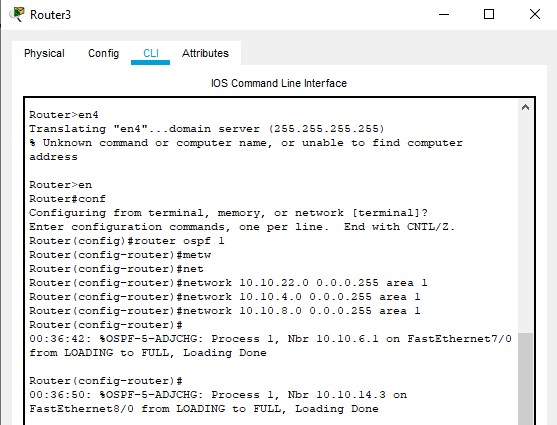 Router3
Physical Config CLI Attributes
IOS Command Line Interface
Router>en4
Translating "en4"...domain server (255.255.255.255)
% Unknown command or computer name, or unable to find computer
address
Router>en
Router#conf
Configuring from terminal, memory, or network [terminal]?
Enter configuration commands, one per line.  End with CNTL/Z.
Router(config)#router ospf 1
Router(config-router)#metw
Router(config-router)#net
Router(config-router)#network 10.10.22.0 0.0.0.255 area 1
Router(config-router)#network 10.10.4.0 0.0.0.255 area 1
Router(config-router)#network 10.10.8.0 0.0.0.255 area 1
Router(config-router)#
00:36:42: %OSPF-5-ADJCHG: Process 1, Nbr 10.10.6.1 on FastEthernet7/0
from LOADING to FULL, Loading Done
Router(config-router)#
00:36:50: %OSPF-5-ADJCHG: Process 1, Nbr 10.10.14.3 on
FastEthernet8/0 from LOADING to FULL, Loading Done